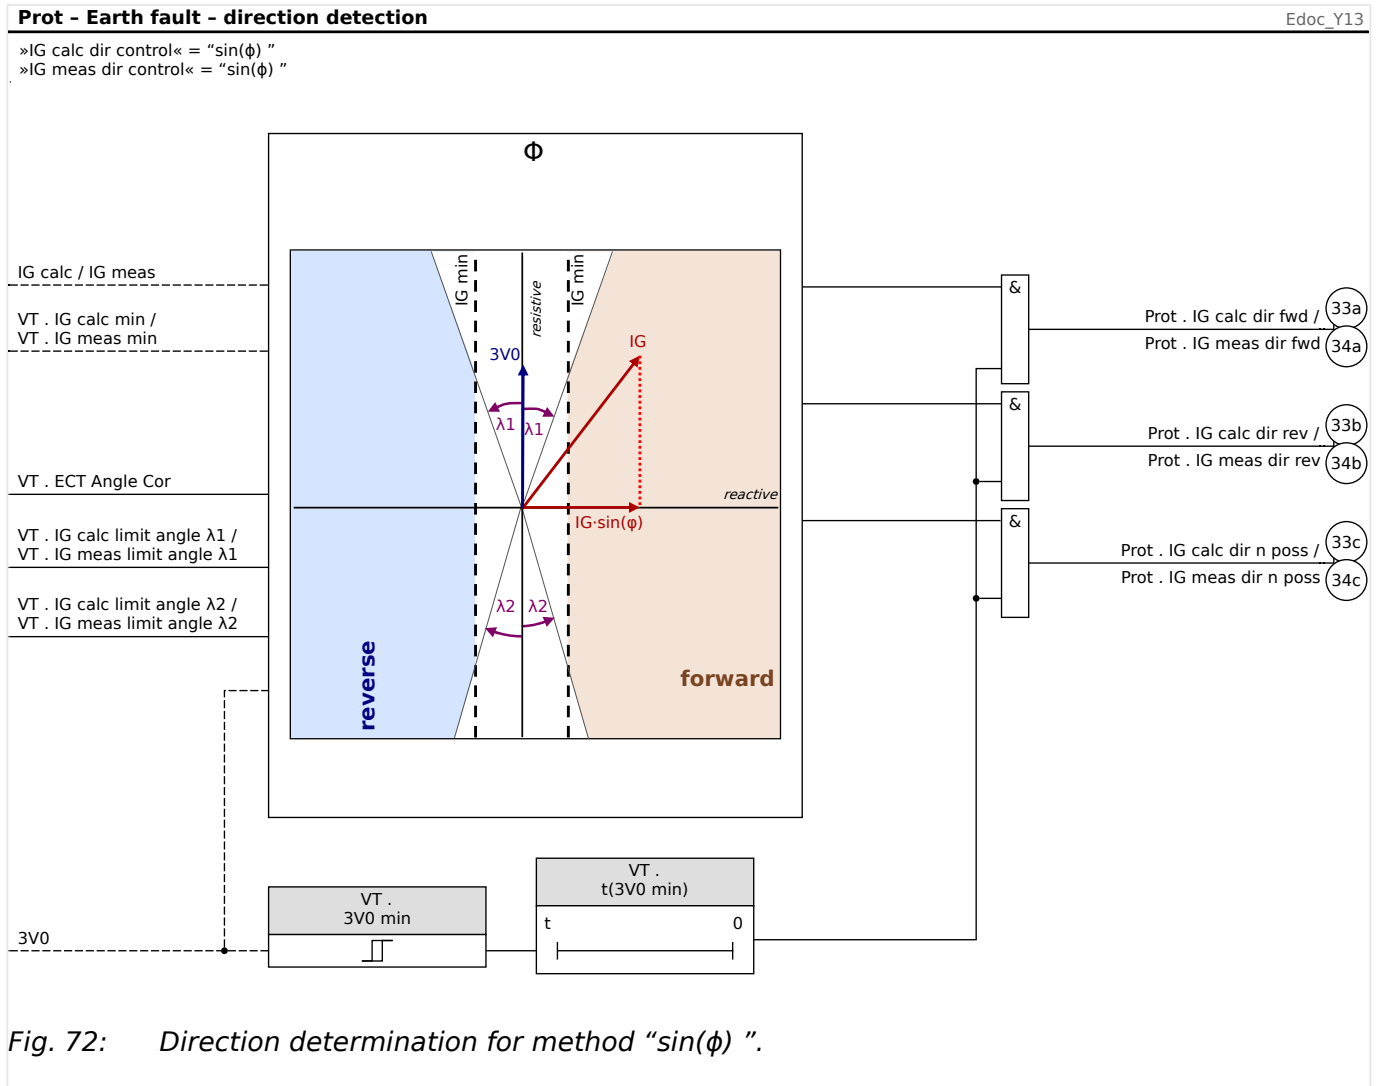 Prot – Earth fault – direction detection
Edoc_Y13
»IG calc dir control« = “sin(ϕ) ”
»IG meas dir control« = “sin(ϕ) ”
Φ
IG calc / IG meas
VT . IG calc min /
VT . IG meas min
VT . ECT Angle Cor
VT . IG calc limit angle λ1 /
VT . IG meas limit angle λ1
VT . IG calc limit angle λ2 /
VT . IG meas limit angle λ2
3V0
IG min
resistive
IG min
3V0
IG
λ1
λ1
reactive
IG·sin(φ)
λ2
λ2
reverse
forward
&
Prot . IG calc dir fwd /
33a
Prot . IG meas dir fwd
34a
&
Prot . IG calc dir rev /
33b
Prot . IG meas dir rev
34b
&
Prot . IG calc dir n poss /
33c
Prot . IG meas dir n poss
34c
VT .
3V0 min
VT .
t(3V0 min)
t
0
Fig. 72: Direction determination for method “sin(ϕ) ”.